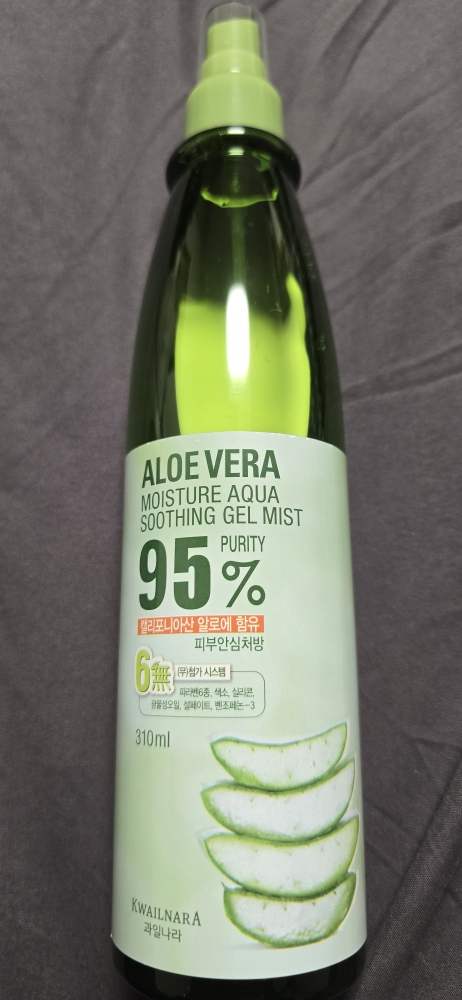 ALOE VERA
MOISTURE AQUA
SOOTHING GEL MIST
95% PURITY
캘리포니아산 알로에 함유
피부안심처방
6無 (무)첨가 시스템
파라벤6종, 색소, 실리콘,
광물성오일, 설페이트, 벤조페논-3
310ml
KWAILNARA
과일나라